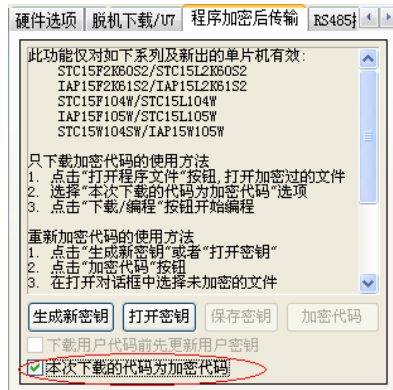 硬件选项 脱机下载/U7 程序加密后传输 RS485
此功能仅对如下系列及新出的单片机有效:
STC15F2K60S2/STC15L2K60S2
IAP15F2K61S2/IAP15L2K61S2
STC15F104W/STC15L104W
IAP15F105W/STC15L105W
STC15W104SW/IAP15W105W
只下载加密代码的使用方法
1. 点击"打开程序文件"按钮,打开加密过的文件
2. 选择"本次下载的代码为加密代码"选项
3. 点击"下载/编程"按钮开始编程
重新加密代码的使用方法
1. 点击"生成新密钥"或者"打开密钥"
2. 点击"加密代码"按钮
3. 在打开对话框中选择未加密的文件
生成新密钥 打开密钥 保存密钥 加密代码
下载用户代码前先更新用户密钥
本次下载的代码为加密代码